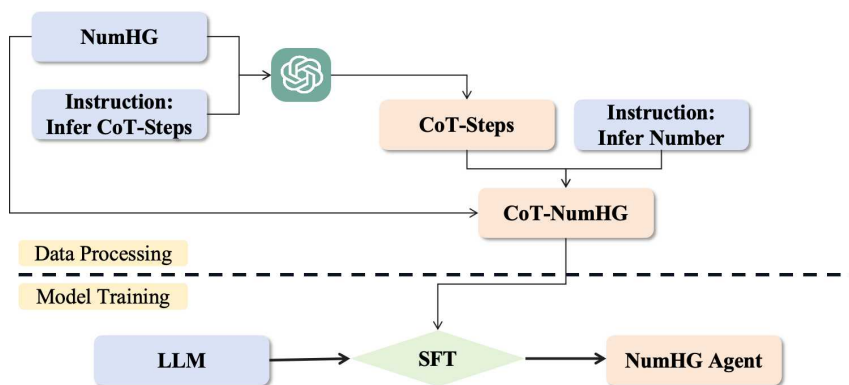 NumHG
Instruction:
Infer CoT-Steps
CoT-Steps
Instruction:
Infer Number
CoT-NumHG
Data Processing
Model Training
LLM
SFT
NumHG Agent